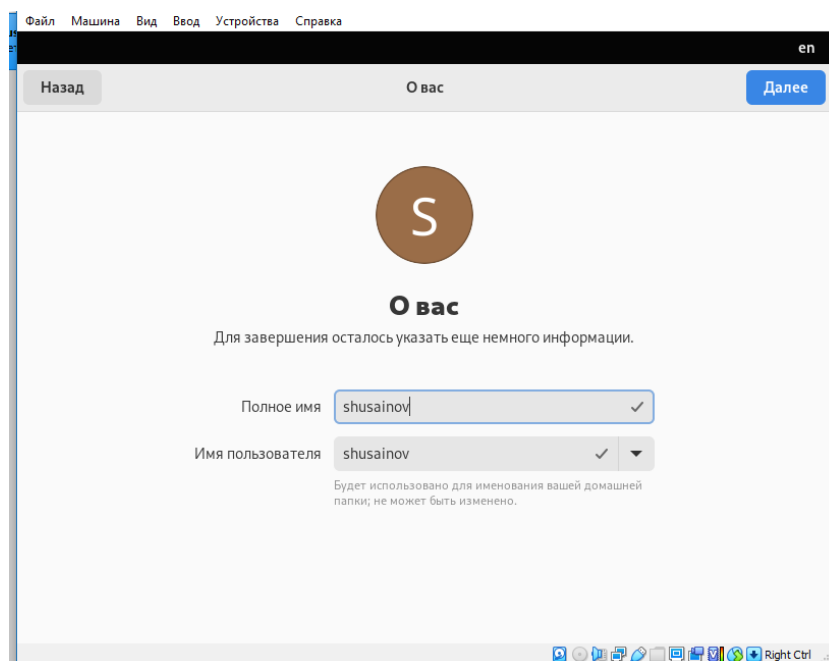 Файл Машина Вид Ввод Устройства Справка
en
Назад О вас Далее
S
О вас
Для завершения осталось указать еще немного информации.
Полное имя shusainov
Имя пользователя shusainov
Будет использовано для именования вашей домашней
папки; не может быть изменено.
Right Ctrl